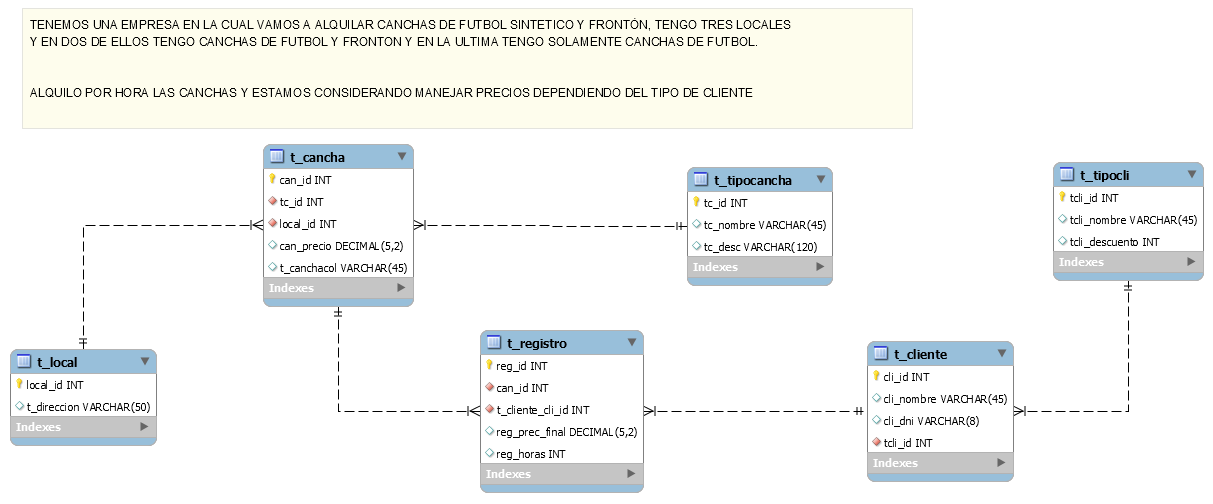 TENEMOS UNA EMPRESA EN LA CUAL VAMOS A ALQUILAR CANCHAS DE FUTBOL SINTETICO Y FRONTÓN, TENGO TRES LOCALES
Y EN DOS DE ELLOS TENGO CANCHAS DE FUTBOL Y FRONTON Y EN LA ULTIMA TENGO SOLAMENTE CANCHAS DE FUTBOL.
ALQUILO POR HORA LAS CANCHAS Y ESTAMOS CONSIDERANDO MANEJAR PRECIOS DEPENDIENDO DEL TIPO DE CLIENTE
t_cancha
can_id INT
tc_id INT
local_id INT
can_precio DECIMAL(5,2)
t_canchacol VARCHAR(45)
Indexes
t_tipocancha
tc_id INT
tc_nombre VARCHAR(45)
tc_desc VARCHAR(120)
Indexes
t_tipocli
tcli_id INT
tcli_nombre VARCHAR(45)
tcli_descuento INT
Indexes
t_local
local_id INT
t_direccion VARCHAR(50)
Indexes
t_registro
reg_id INT
can_id INT
t_cliente_cli_id INT
reg_prec_final DECIMAL(5,2)
reg_horas INT
Indexes
t_cliente
cli_id INT
cli_nombre VARCHAR(45)
cli_dni VARCHAR(8)
tcli_id INT
Indexes